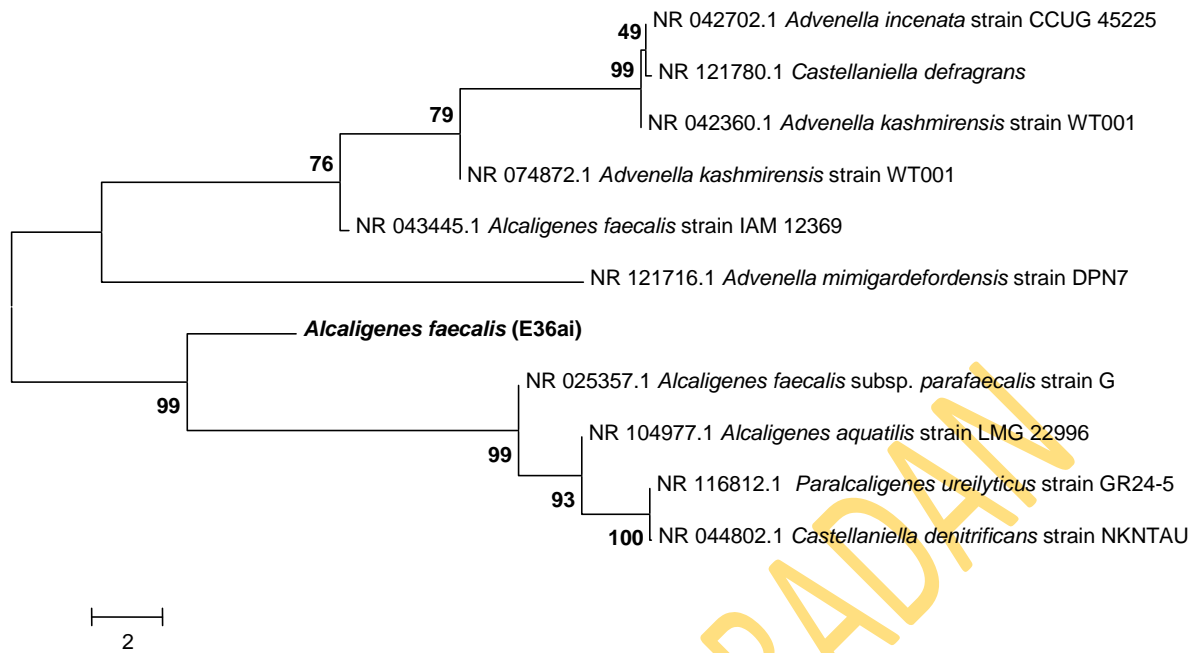 NR 042702.1 Advenella incenata strain CCUG 45225
49
NR 121780.1 Castellaniella defragrans
99
NR 042360.1 Advenella kashmirensis strain WT001
79
NR 074872.1 Advenella kashmirensis strain WT001
76
NR 043445.1 Alcaligenes faecalis strain IAM 12369
NR 121716.1 Advenella mimigardefordensis strain DPN7
Alcaligenes faecalis (E36ai)
NR 025357.1 Alcaligenes faecalis subsp. parafaecalis strain G
99
NR 104977.1 Alcaligenes aquatilis strain LMG 22996
99
NR 116812.1 Paralcaligenes ureilyticus strain GR24-5
93
NR 044802.1 Castellaniella denitrificans strain NKNTAU
100
2